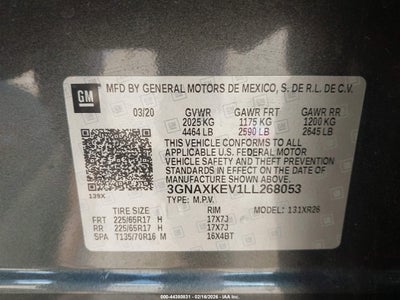 GM
MFD BY GENERAL MOTORS DE MEXICO, S. DE R.L. DE C.V.
03/20 GVWR GAWR FRT GAWR RR
2025 KG 1175 KG 1200 KG
4464 LB 2590 LB 2645 LB
THIS VEHICLE CONFORMS TO ALL APPLICABLE
U.S. FEDERAL MOTOR VEHICLE SAFETY, BUMPER, AND
THEFT PREVENTION STANDARDS IN EFFECT ON THE
DATE OF MANUFACTURE SHOWN ABOVE.
3GNAXKEV1LL268053
139X TYPE: M.P.V.
TIRE SIZE RIM MODEL: 131XR26
FRT 225/65R17 H 17X7J
RR 225/65R17 H 17X7J
SPA T135/70R16 M 16X4BT
© 44380831 - 02/18/2026 - IAA Inc.